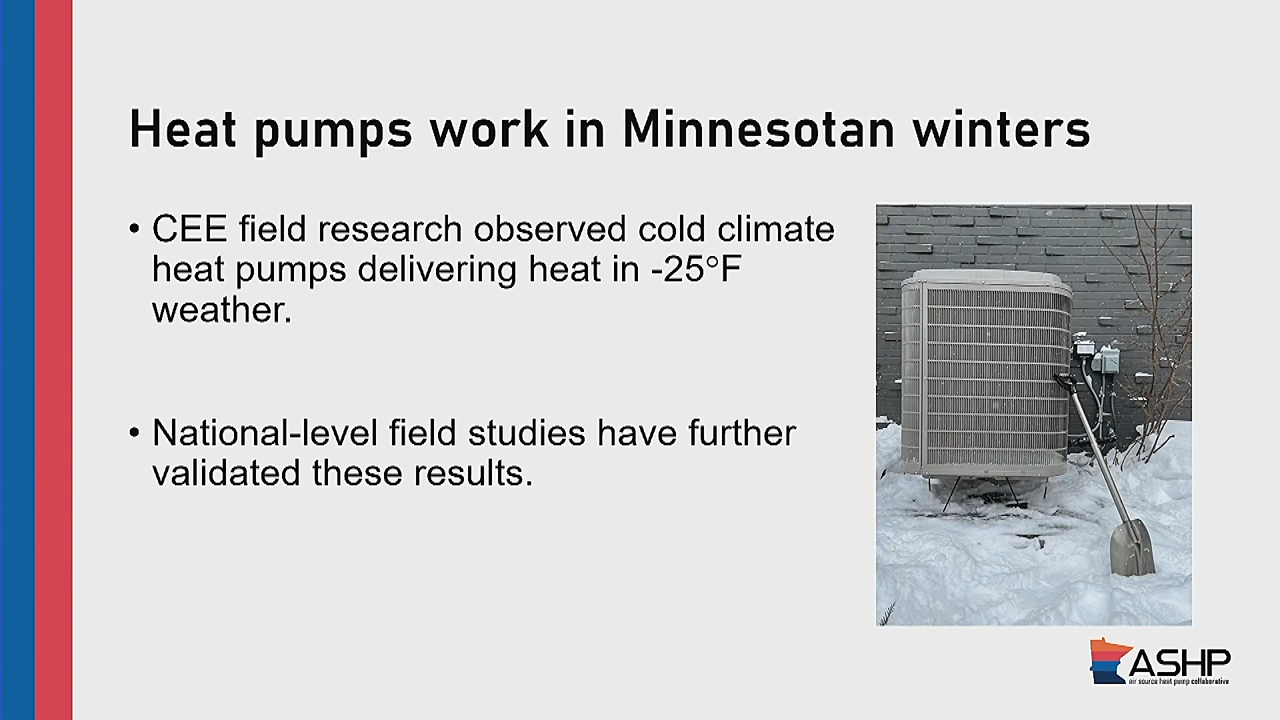 Heat pumps work in Minnesotan winters
• CEE field research observed cold climate
heat pumps delivering heat in -25°F
weather.
• National-level field studies have further
validated these results.
ASHP
air source heat pump collaborative